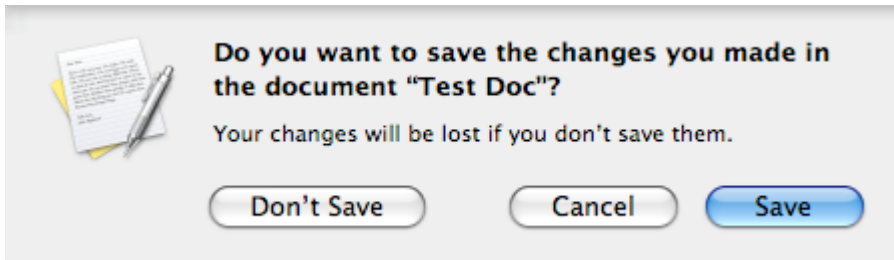 Do you want to save the changes you made in
the document “Test Doc"?
Your changes will be lost if you don’t save them.
Don't Save Cancel Save